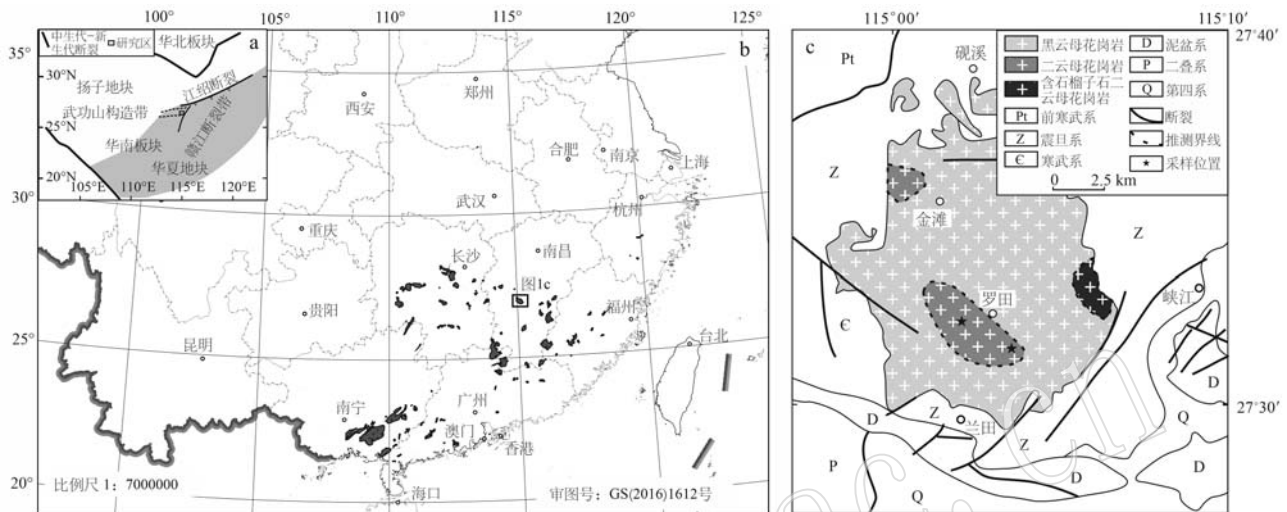 100°
105°
110°
115°
120°
125°
35°
30°
25°
20°
中生代-新
生代断裂
研究区
华北板块
a
30°N
25°N
20°N
扬子地块
江绍断裂
武功山构造带
赣江断裂带
华南板块
华夏地块
105°E
110°E
115°E
120°E
b
郑州
西安
合肥
南京
上海
武汉
杭州
重庆
长沙
南昌
图1c
贵阳
福州
昆明
台北
南宁
广州
澳门
香港
海口
比例尺 1：7000000
审图号：GS(2016)1612号
115°00′
115°10′
27°40′
27°30′
c
Pt
砚溪
黑云母花岗岩
二云母花岗岩
含石榴子石二
云母花岗岩
Pt 前寒武系
Z 震旦系
Є 寒武系
D 泥盆系
P 二叠系
Q 第四系
断裂
推测界线
采样位置
0 2.5 km
Z
金滩
Z
罗田
峡江
Є
D
Z
兰田
Z
D
Q
P
Q
D
D